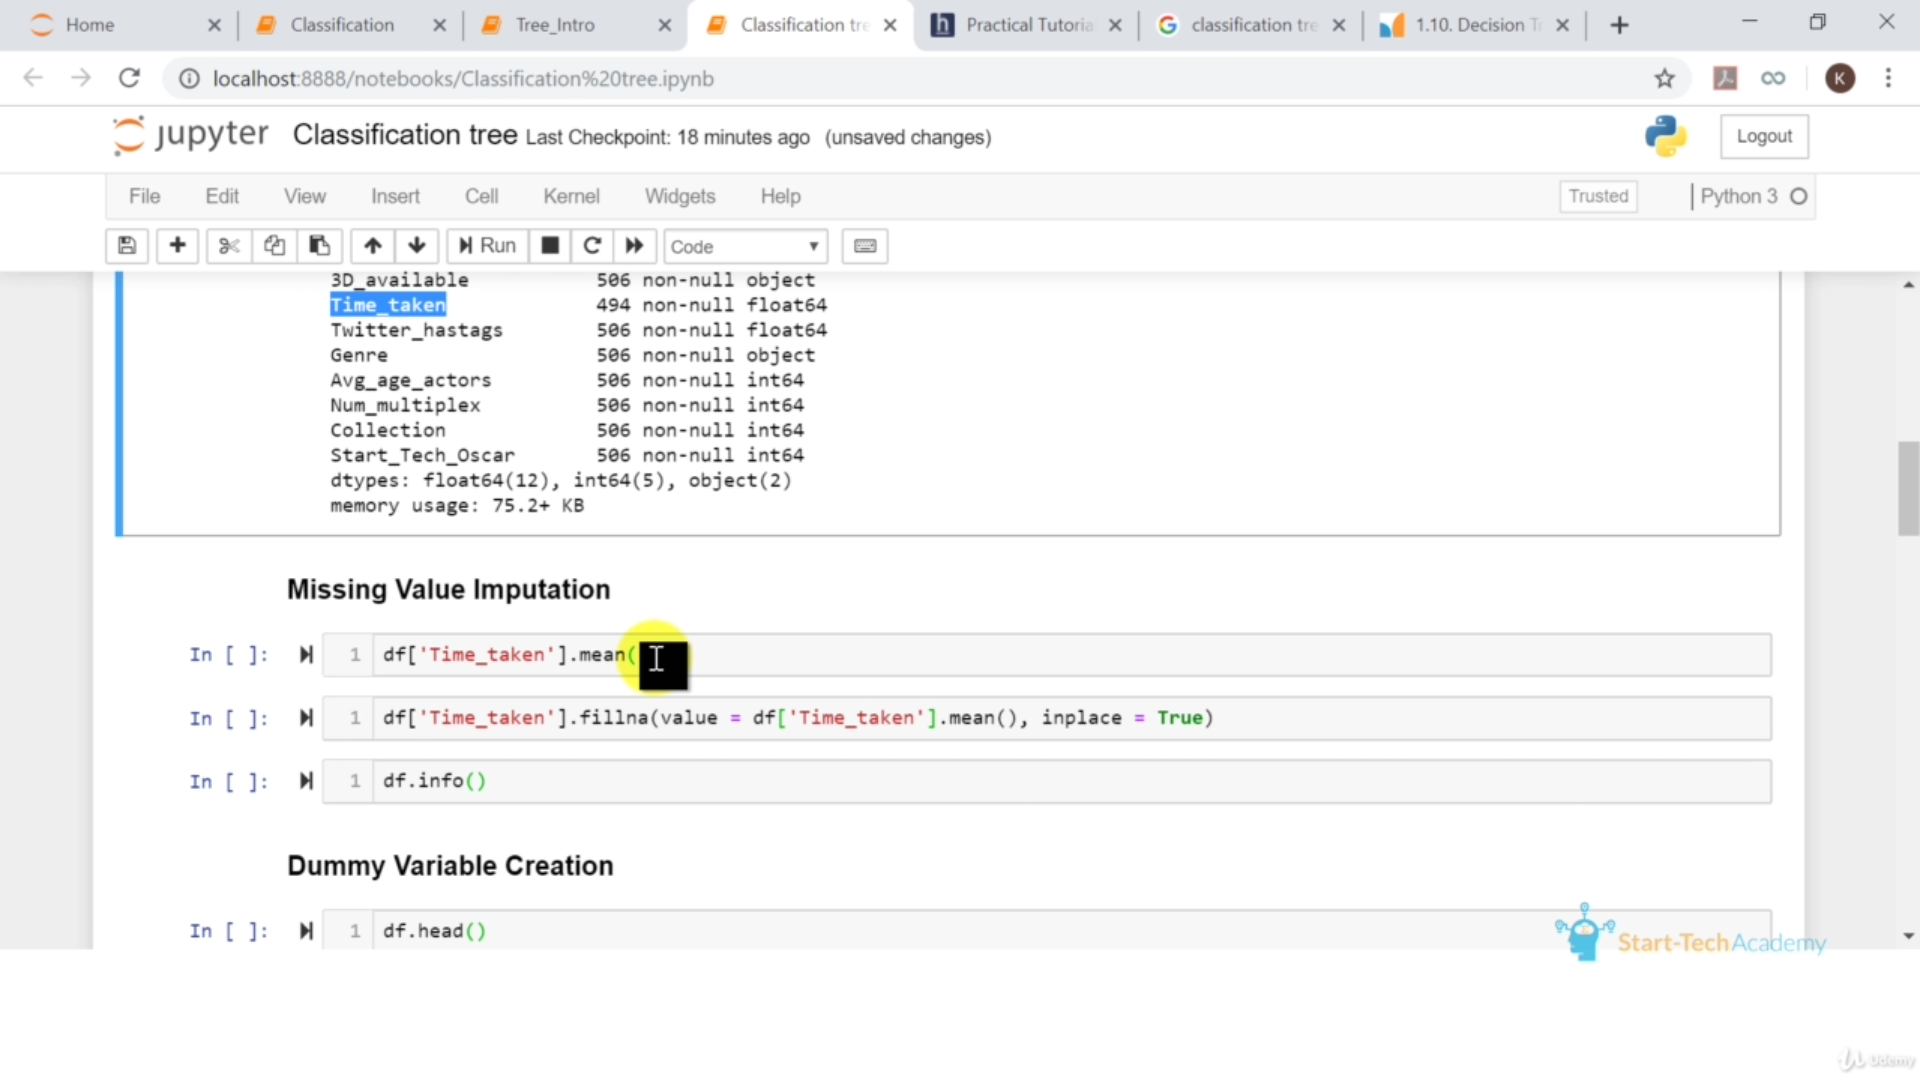 Home
Classification
Tree_Intro
Classification tre
Practical Tutoria
classification tre
1.10. Decision Tr
localhost:8888/notebooks/Classification%20tree.ipynb
K
jupyter Classification tree Last Checkpoint: 18 minutes ago (unsaved changes)
Logout
File Edit View Insert Cell Kernel Widgets Help
Trusted
Python 3
Run
Code
3D_available 506 non-null object
Time_taken 494 non-null float64
Twitter_hastags 506 non-null float64
Genre 506 non-null object
Avg_age_actors 506 non-null int64
Num_multiplex 506 non-null int64
Collection 506 non-null int64
Start_Tech_Oscar 506 non-null int64
dtypes: float64(12), int64(5), object(2)
memory usage: 75.2+ KB
Missing Value Imputation
In [ ]: 1 df['Time_taken'].mean(
In [ ]: 1 df['Time_taken'].fillna(value = df['Time_taken'].mean(), inplace = True)
In [ ]: 1 df.info()
Dummy Variable Creation
In [ ]: 1 df.head()
Start-Tech Academy
Udemy